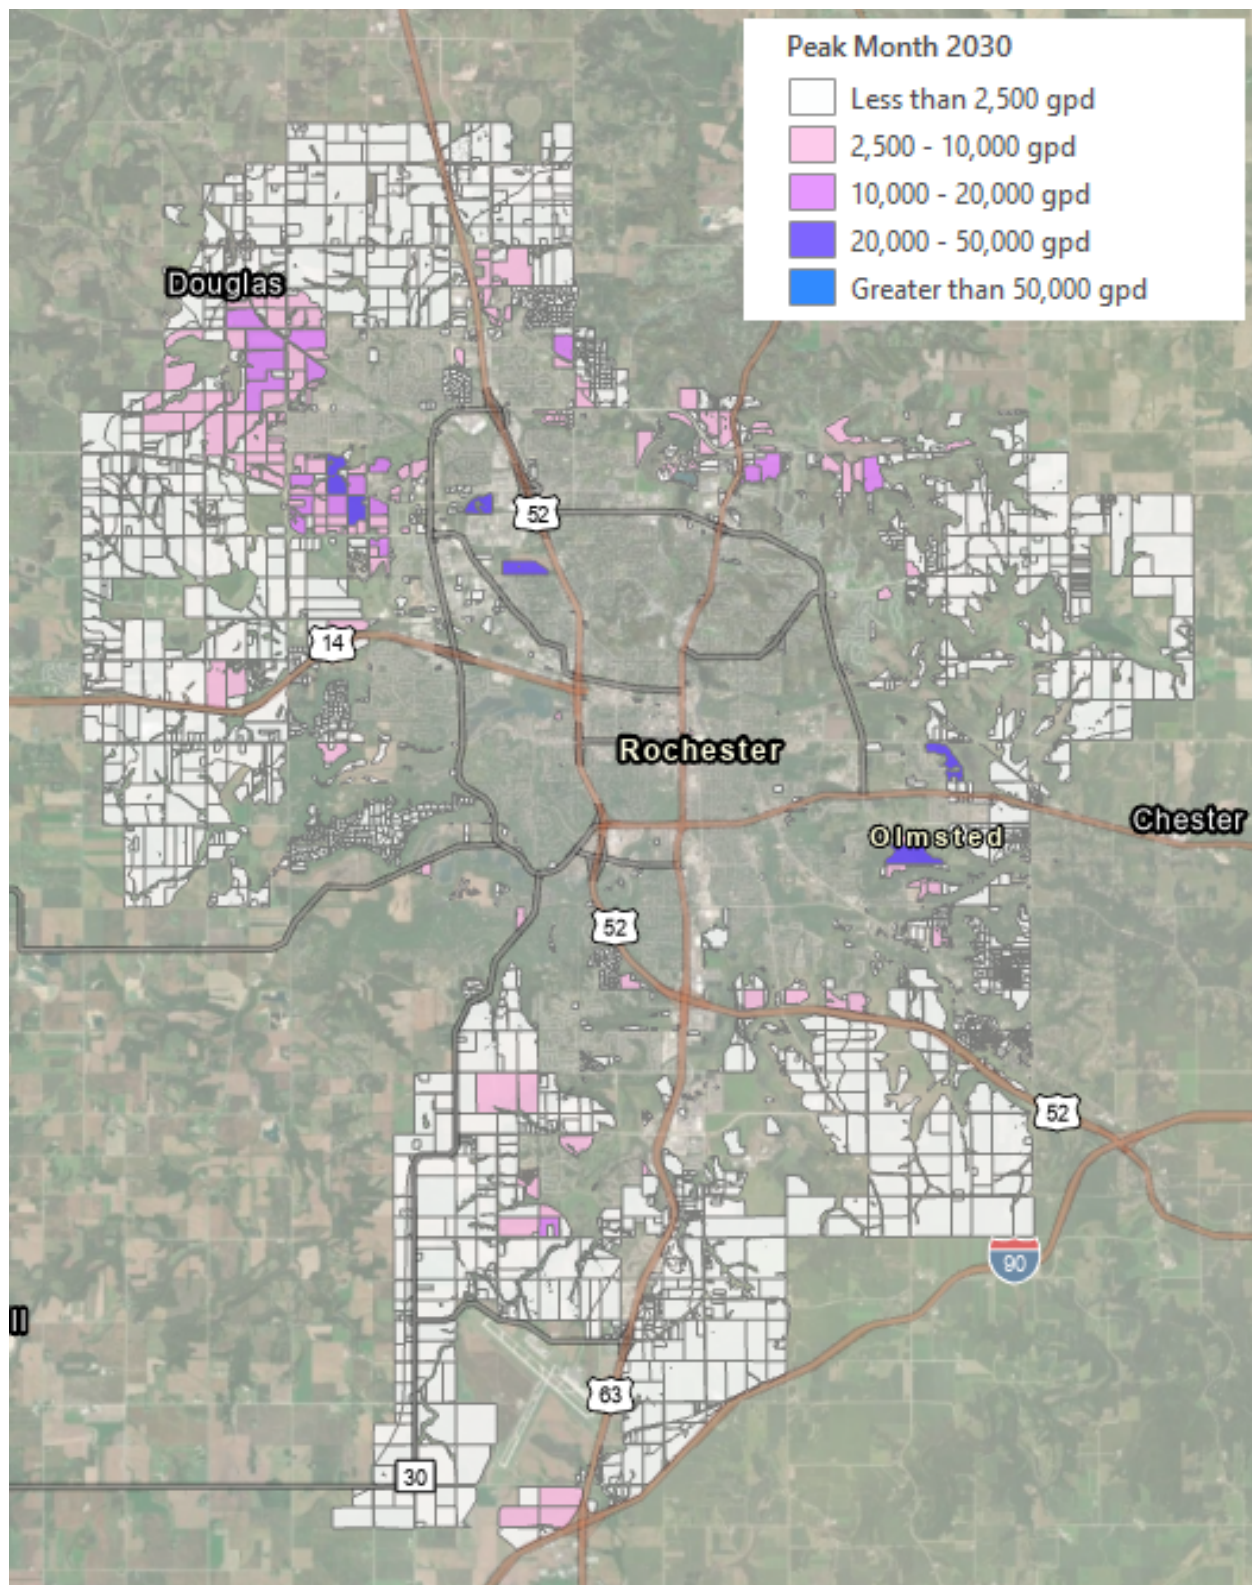 Peak Month 2030
Less than 2,500 gpd
2,500 - 10,000 gpd
10,000 - 20,000 gpd
20,000 - 50,000 gpd
Greater than 50,000 gpd
Douglas
52
14
Rochester
Chester
Olmsted
52
52
90
ll
63
30